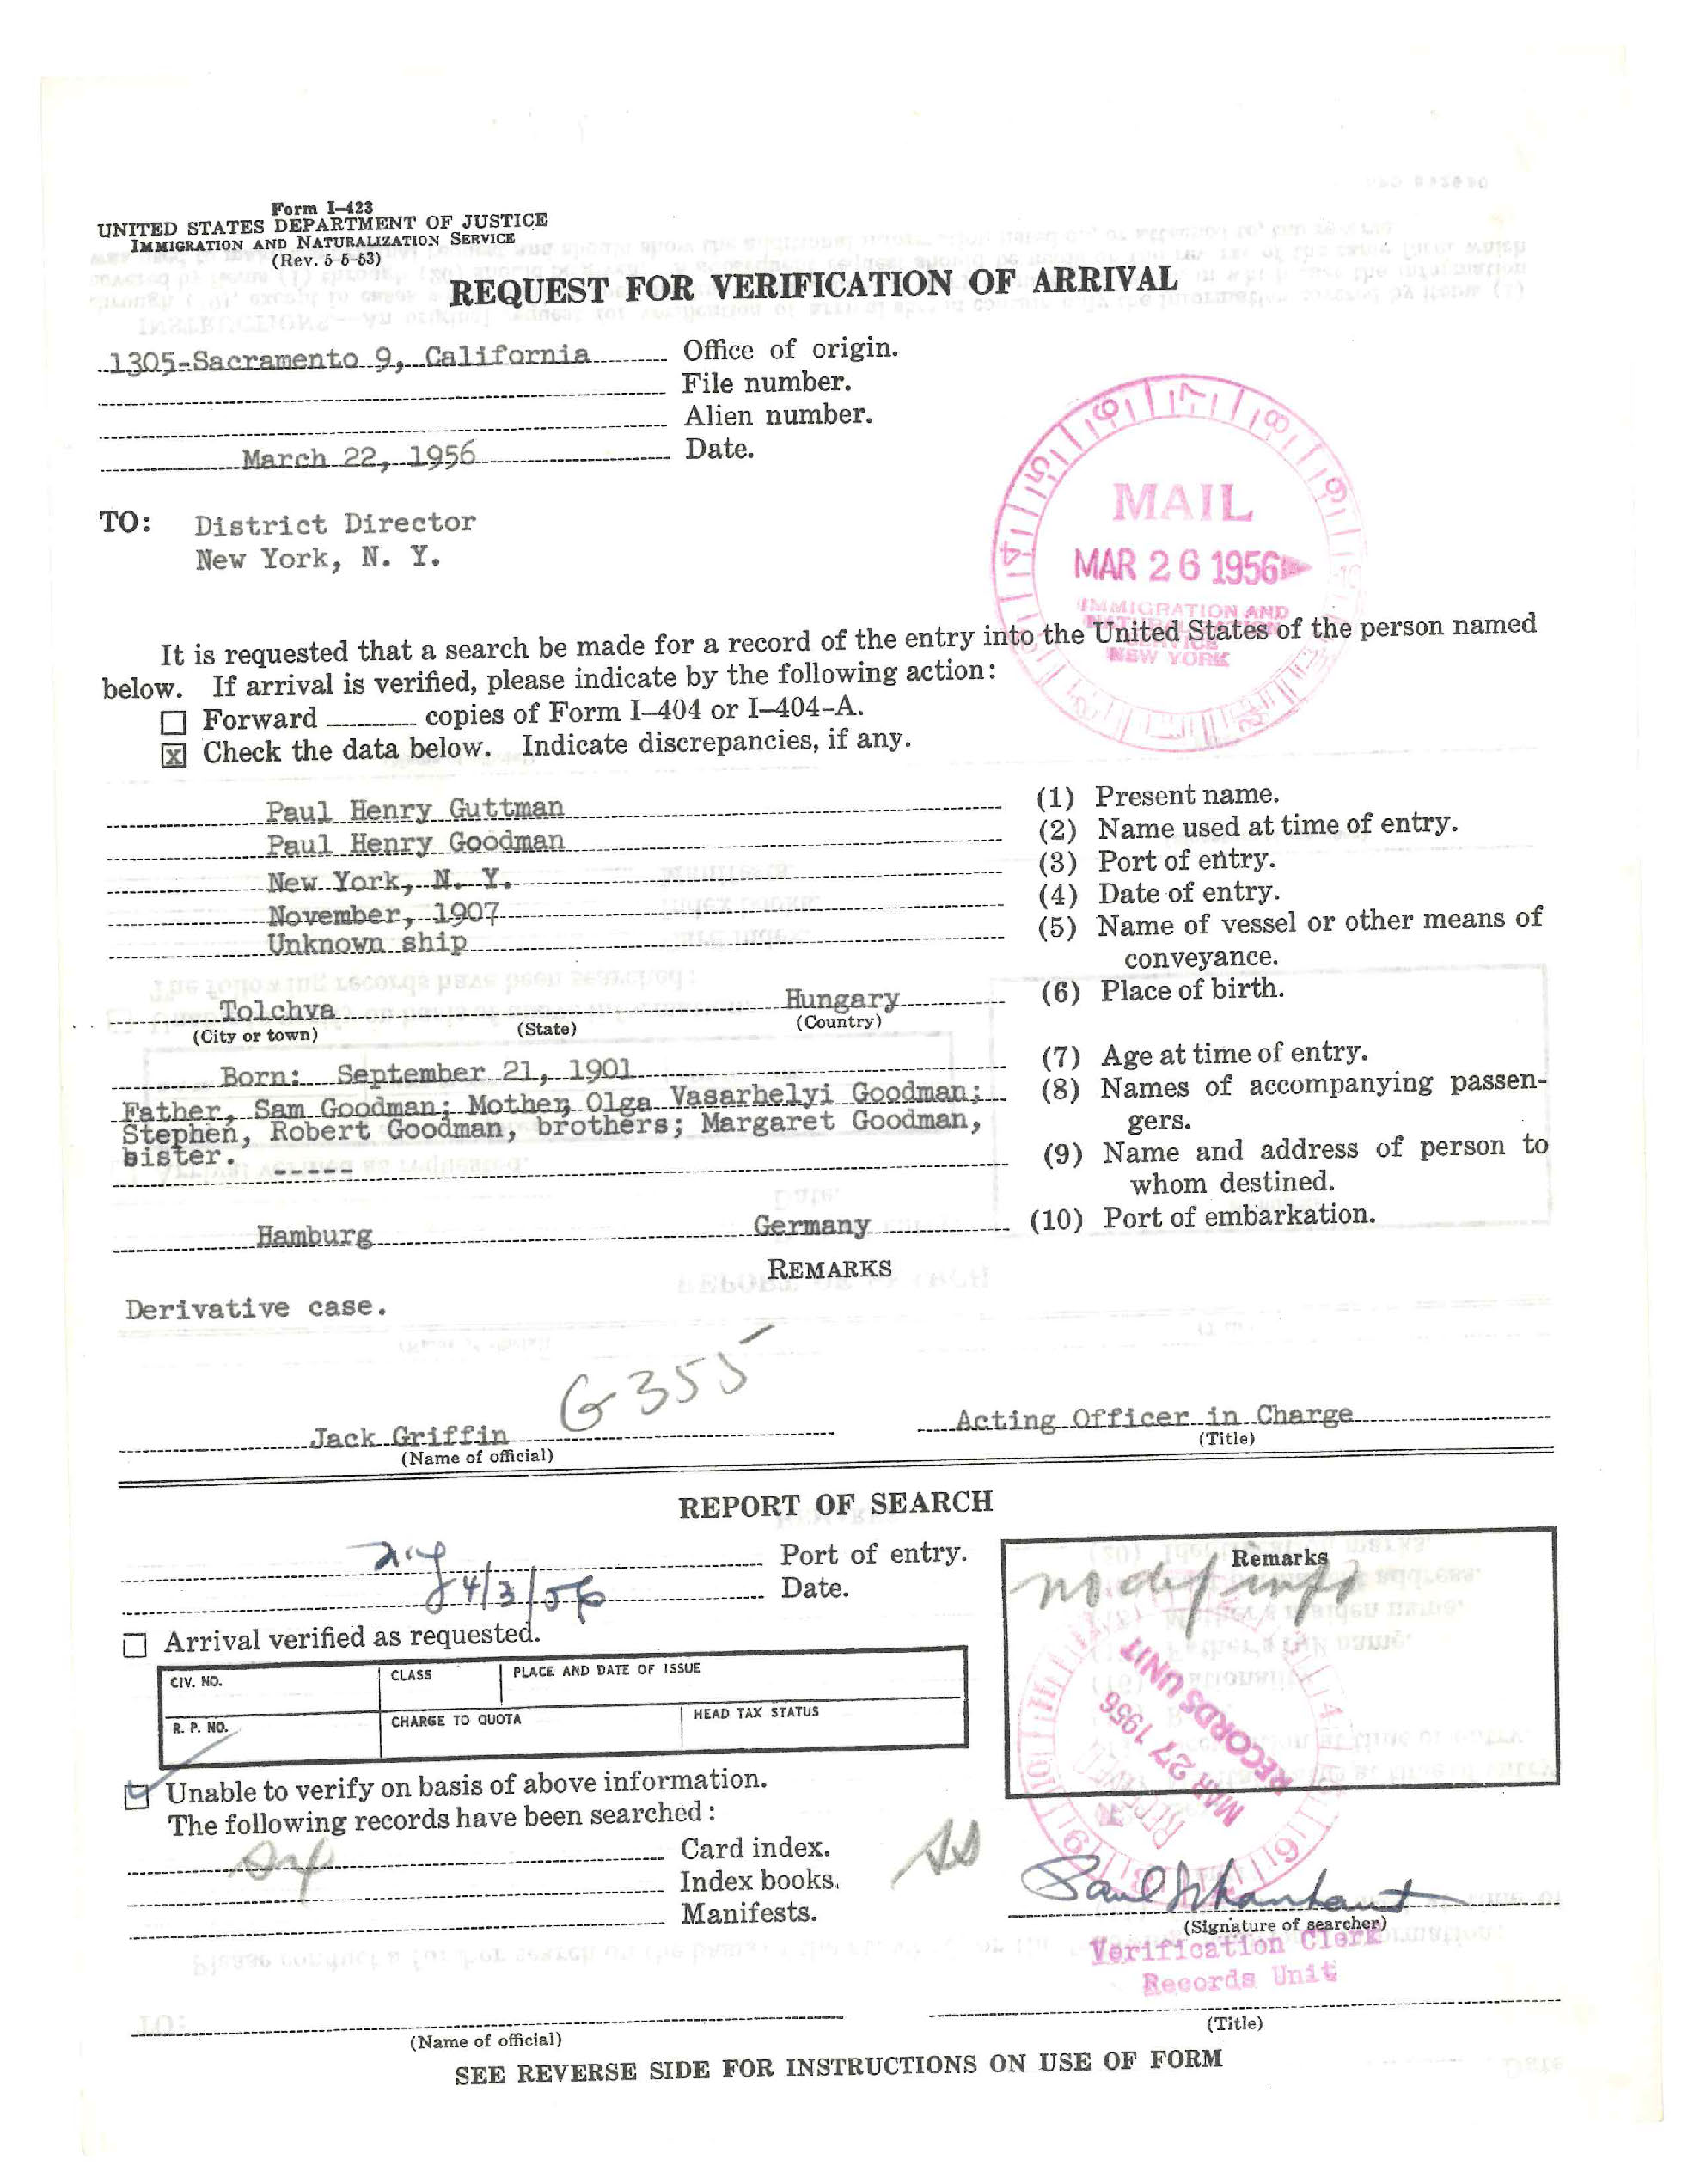 Form I-423
UNITED STATES DEPARTMENT OF JUSTICE
IMMIGRATION AND NATURALIZATION SERVICE
(Rev. 5-5-53)
REQUEST FOR VERIFICATION OF ARRIVAL
1305-Sacramento 9, California Office of origin.
File number.
Alien number.
March 22, 1956 Date.
MAIL
MAR 26 1956
IMMIGRATION AND
NATURALIZATION
SERVICE
NEW YORK
TO: District Director
New York, N. Y.
It is requested that a search be made for a record of the entry into the United States of the person named
below. If arrival is verified, please indicate by the following action:
Forward copies of Form I-404 or I-404-A.
x Check the data below. Indicate discrepancies, if any.
Paul Henry Guttman (1) Present name.
Paul Henry Goodman (2) Name used at time of entry.
New York, N. Y. (3) Port of entry.
November, 1907 (4) Date of entry.
Unknown ship (5) Name of vessel or other means of
conveyance.
Tolchva Hungary (6) Place of birth.
(City or town) (State) (Country)
Born: September 21, 1901 (7) Age at time of entry.
Father, Sam Goodman; Mother, Olga Vasarhelyi Goodman; (8) Names of accompanying passen-
Stephen, Robert Goodman, brothers; Margaret Goodman, gers.
sister. ----- (9) Name and address of person to
whom destined.
Hamburg Germany (10) Port of embarkation.
REMARKS
Derivative case.
G355
Jack Griffin Acting Officer in Charge
(Name of official) (Title)
REPORT OF SEARCH
Port of entry.
4/3/56 Date.
Remarks
no def info
Arrival verified as requested.
CIV. NO. CLASS PLACE AND DATE OF ISSUE
R. P. NO. CHARGE TO QUOTA HEAD TAX STATUS
RECORDS UNIT
MAR 27 1956
Unable to verify on basis of above information.
The following records have been searched:
Card index.
Index books.
Manifests.
(Signature of searcher)
Verification Clerk
Records Unit
(Name of official) (Title)
SEE REVERSE SIDE FOR INSTRUCTIONS ON USE OF FORM